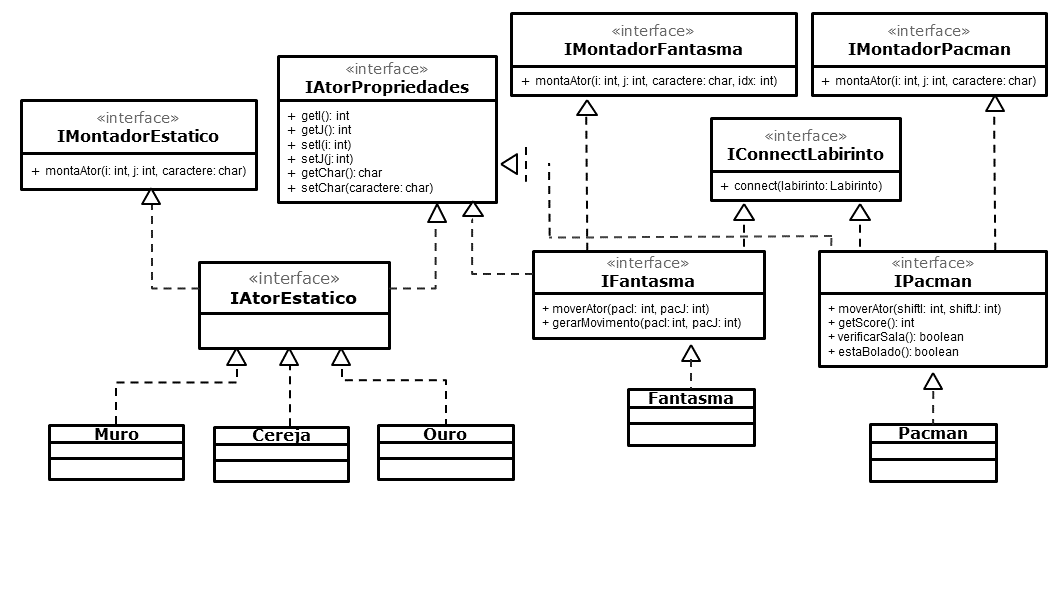 «interface»
IMontadorEstatico
+ montaAtor(i: int, j: int, caractere: char)
«interface»
IAtorPropriedades
+ getI(): int
+ getJ(): int
+ setI(i: int)
+ setJ(j: int)
+ getChar(): char
+ setChar(caractere: char)
«interface»
IMontadorFantasma
+ montaAtor(i: int, j: int, caractere: char, idx: int)
«interface»
IMontadorPacman
+ montaAtor(i: int, j: int, caractere: char)
«interface»
IConnectLabirinto
+ connect(labirinto: Labirinto)
«interface»
IAtorEstatico
«interface»
IFantasma
+ moverAtor(pacI: int, pacJ: int)
+ gerarMovimento(pacI: int, pacJ: int)
«interface»
IPacman
+ moverAtor(shiftI: int, shiftJ: int)
+ getScore(): int
+ verificarSala(): boolean
+ estaBolado(): boolean
Muro
Cereja
Ouro
Fantasma
Pacman